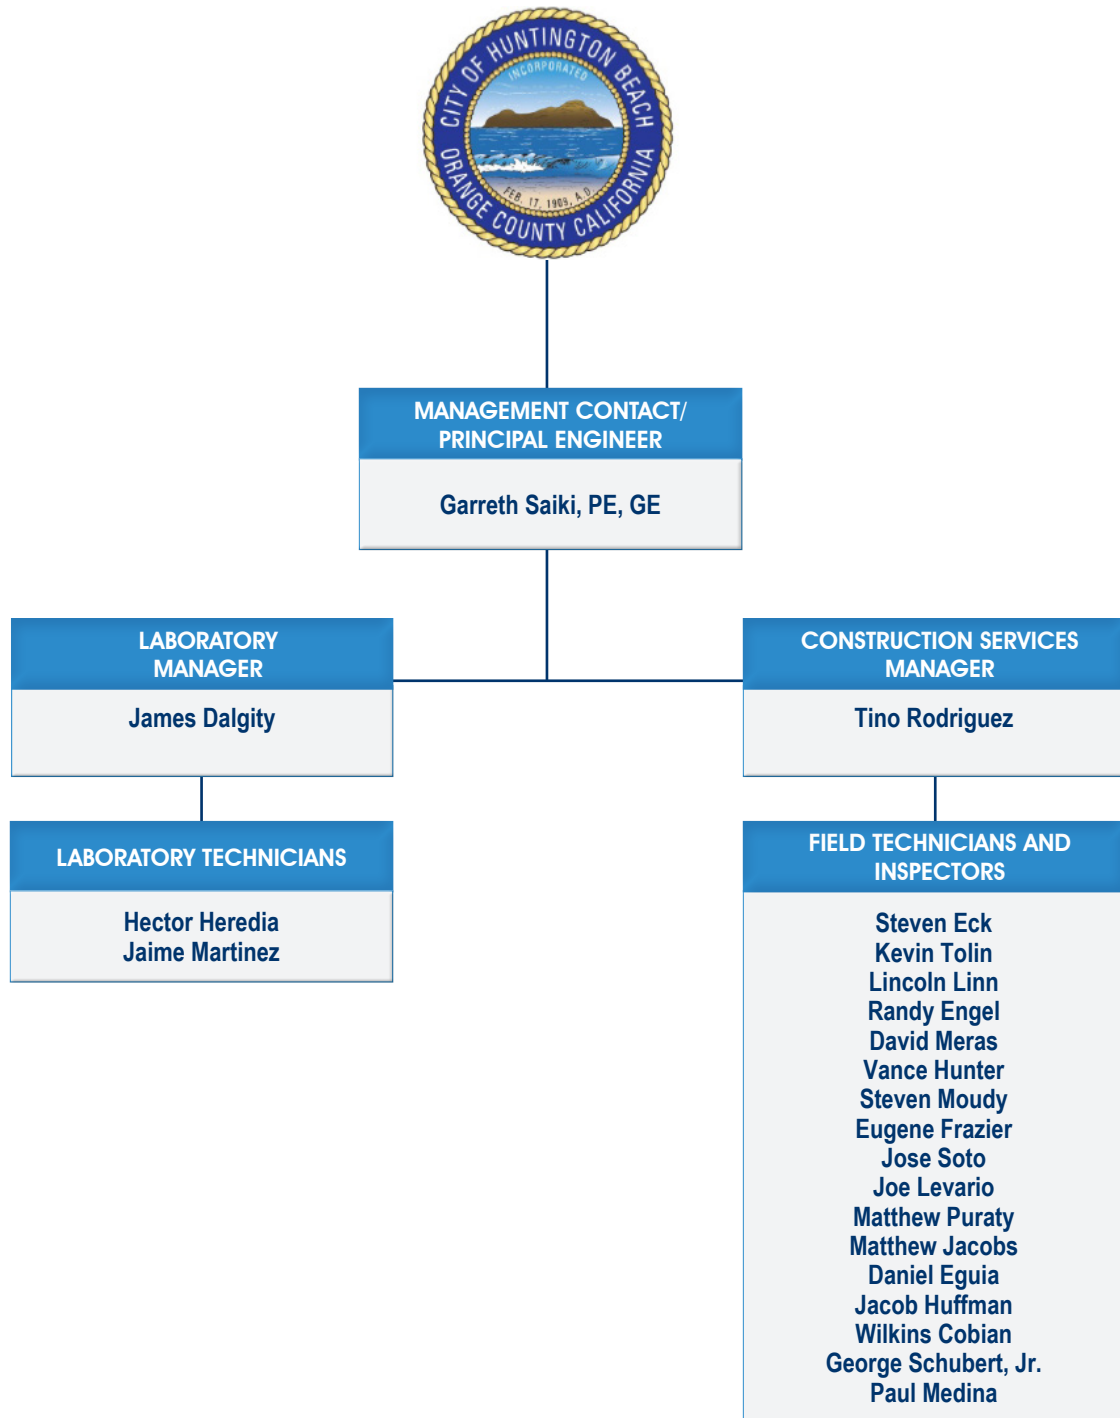 CITY OF HUNTINGTON BEACH
INCORPORATED
FEB. 17, 1909, A.D.
ORANGE COUNTY CALIFORNIA
MANAGEMENT CONTACT/
PRINCIPAL ENGINEER
Garreth Saiki, PE, GE
LABORATORY
MANAGER
James Dalgity
CONSTRUCTION SERVICES
MANAGER
Tino Rodriguez
LABORATORY TECHNICIANS
Hector Heredia
Jaime Martinez
FIELD TECHNICIANS AND
INSPECTORS
Steven Eck
Kevin Tolin
Lincoln Linn
Randy Engel
David Meras
Vance Hunter
Steven Moudy
Eugene Frazier
Jose Soto
Joe Levario
Matthew Puraty
Matthew Jacobs
Daniel Eguia
Jacob Huffman
Wilkins Cobian
George Schubert, Jr.
Paul Medina